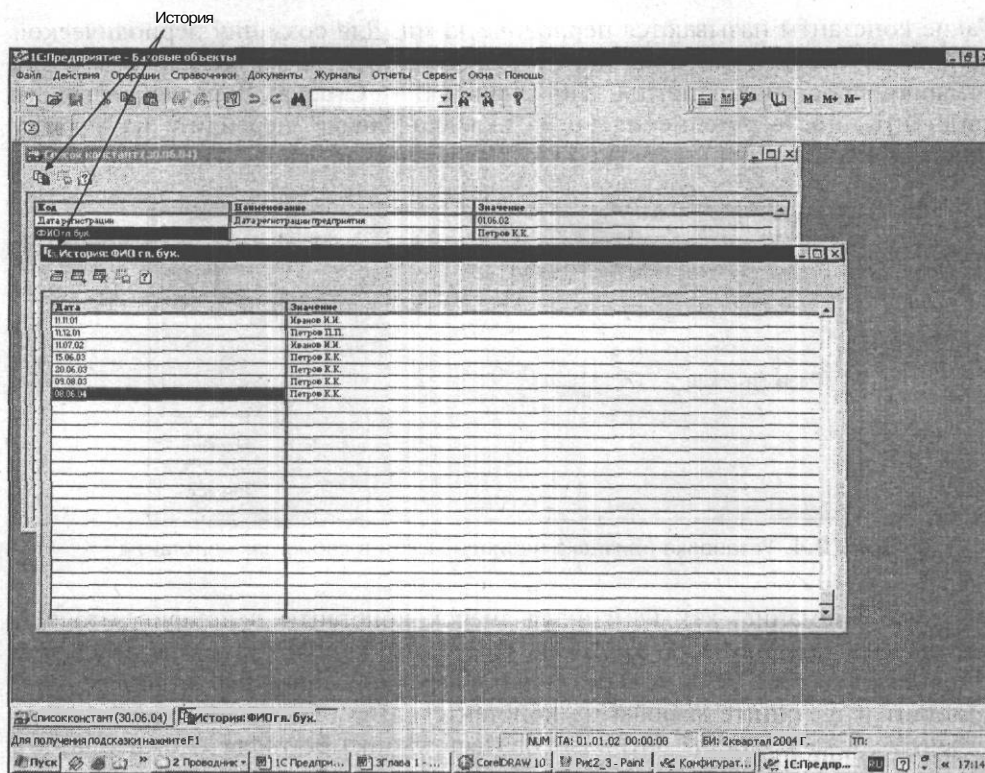 История
1С:Предприятие - Базовые объекты
Файл Действия Операции Справочники Документы Журналы Отчеты Сервис Окна Помощь
M M+ M-
Список констант (30.06.04)
Код Наименование Значение
Дата регистрации Дата регистрации предприятия 01.06.02
ФИО гл. бух. Петров К.К.
История: ФИО гл. бух.
Дата Значение
11.11.01 Иванов И.И.
11.12.01 Петров П.П.
11.07.02 Иванов И.И.
15.06.03 Петров К.К.
20.06.03 Петров К.К.
09.08.03 Петров К.К.
08.06.04 Петров К.К.
Список констант (30.06.04) История: ФИО гл. бух.
Для получения подсказки нажмите F1 NUM TA: 01.01.02 00:00:00 БИ: 2 квартал 2004 Г. ТП:
Пуск » 2 Проводник 1С Предпри... 3Глава 1 - ... CorelDRAW 10 Рис2_3 - Paint Конфигурат... 1С:Предпр... RU « 17:14